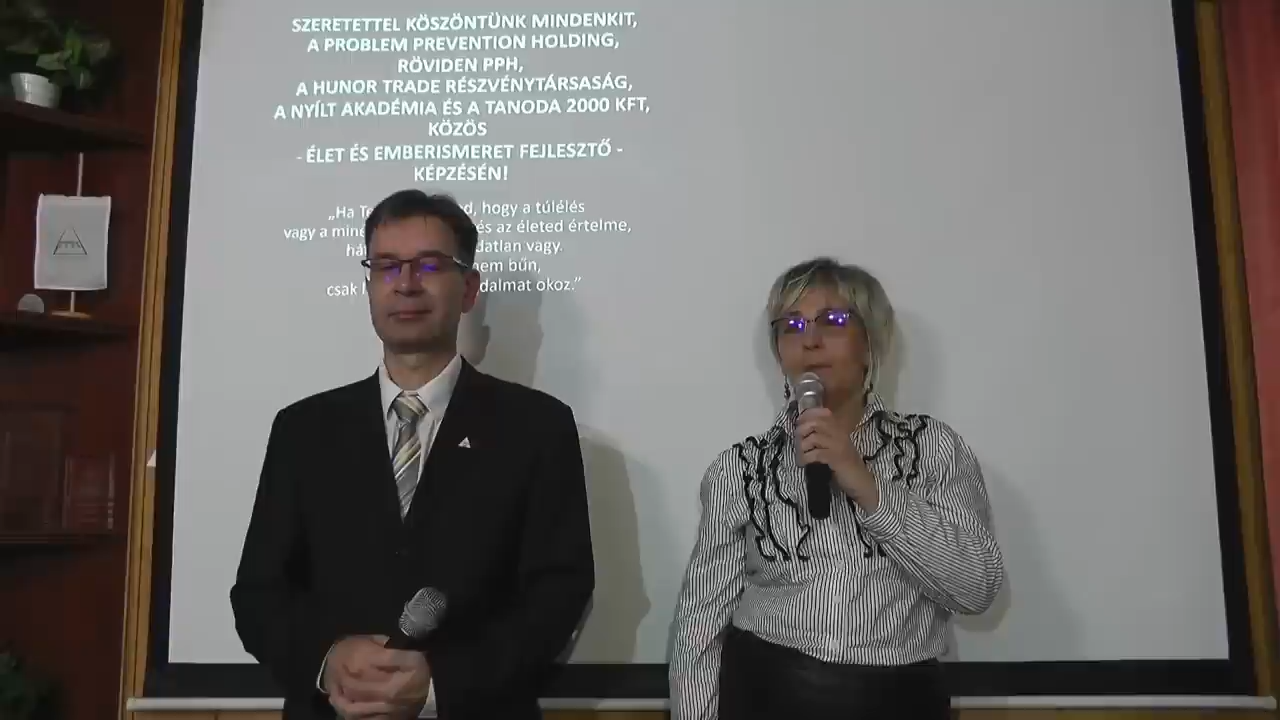 SZERETETTEL KÖSZÖNTÜNK MINDENKIT,
A PROBLEM PREVENTION HOLDING,
RÖVIDEN PPH,
A HUNOR TRADE RÉSZVÉNYTÁRSASÁG,
A NYÍLT AKADÉMIA ÉS A TANODA 2000 KFT,
KÖZÖS
- ÉLET ÉS EMBERISMERET FEJLESZTŐ -
KÉPZÉSÉN!
„Ha hogy a túlélés
vagy a és az életed értelme,
vagy.
nem bűn,
csak okoz.”